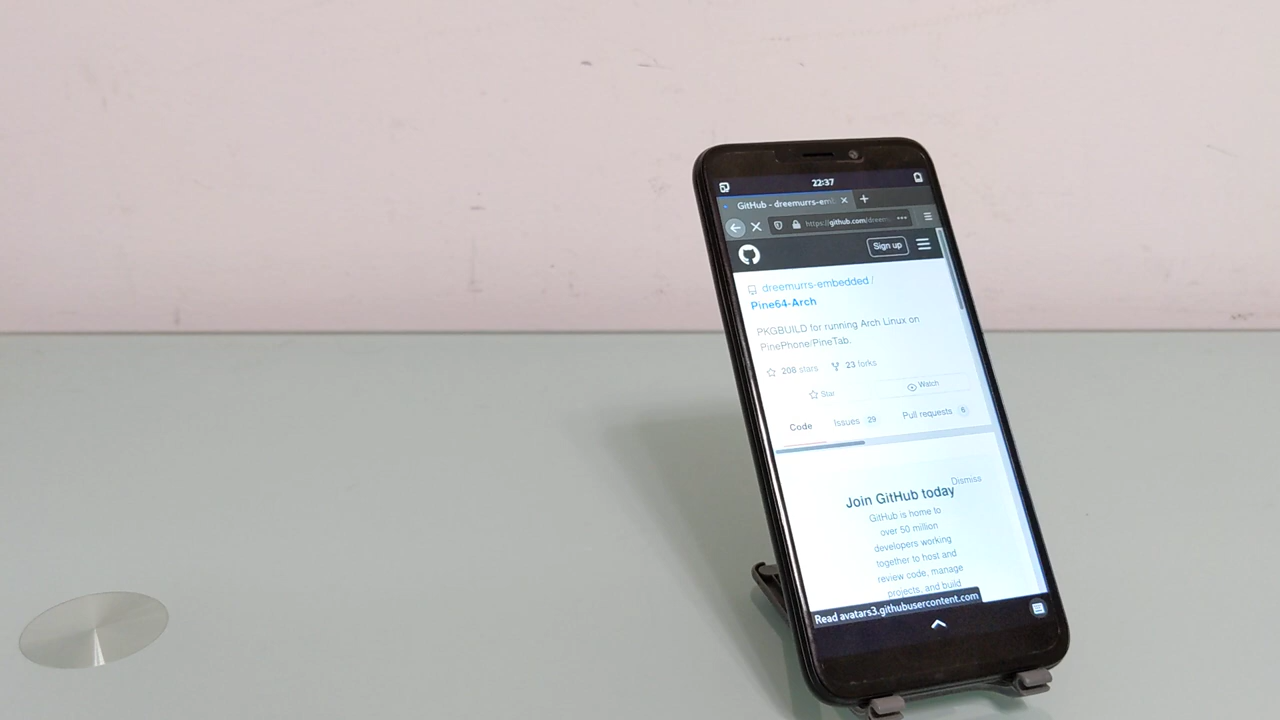 22:37
GitHub - dreemurrs-em
https://github.com/dreem
Sign up
dreemurrs-embedded /
Pine64-Arch
PKGBUILD for running Arch Linux on
PinePhone/PineTab.
208 stars 23 forks
Star Watch
Code Issues 29 Pull requests 6
Dismiss
Join GitHub today
GitHub is home to
over 50 million
developers working
together to host and
review code, manage
projects, and build
Read avatars3.githubusercontent.com